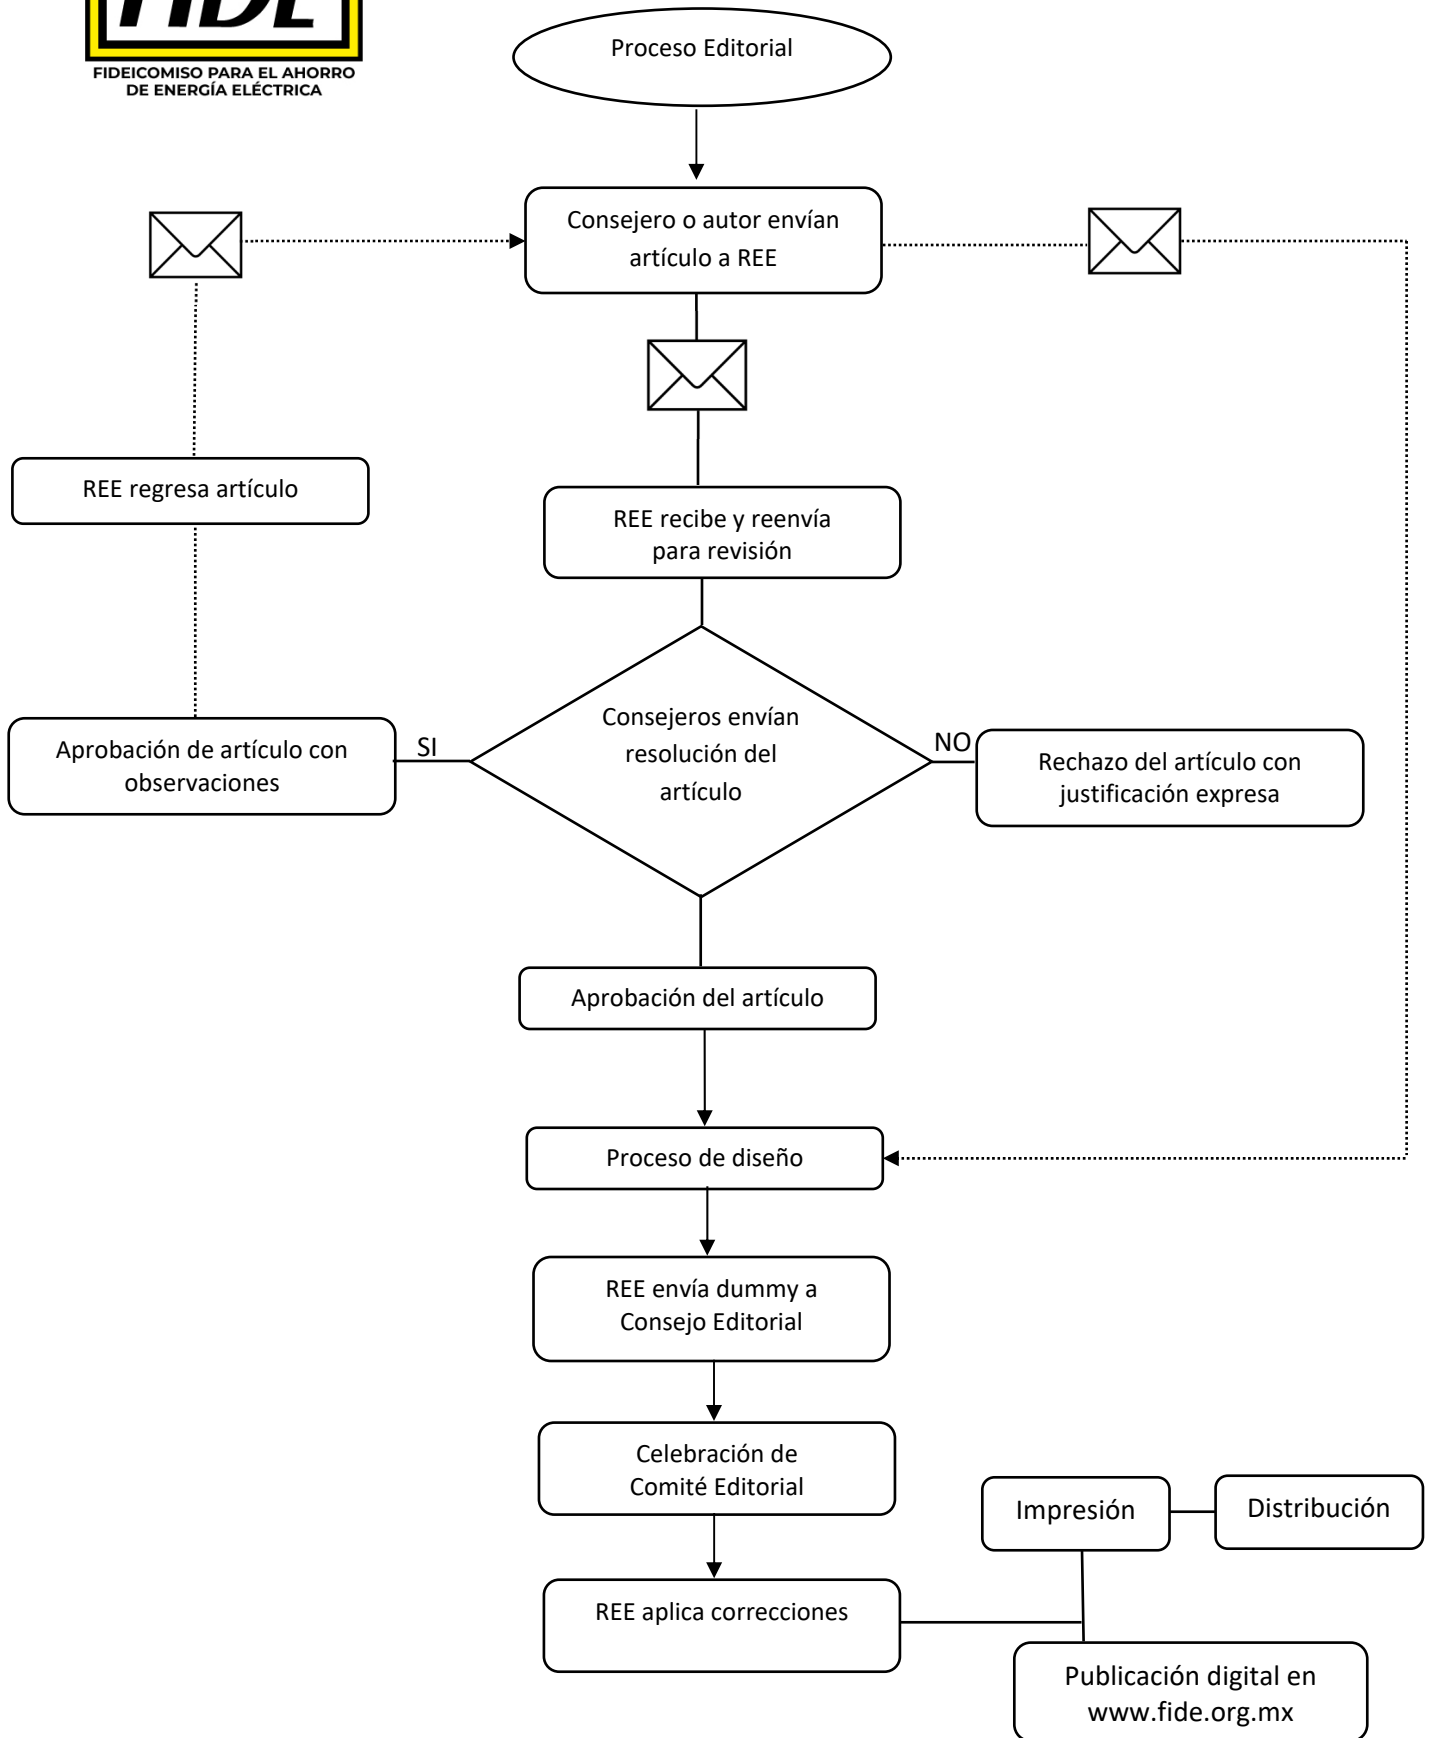 FIDE
FIDEICOMISO PARA EL AHORRO
DE ENERGÍA ELÉCTRICA
Proceso Editorial
Consejero o autor envían
artículo a REE
REE regresa artículo
REE recibe y reenvía
para revisión
Aprobación de artículo con
observaciones
SI
Consejeros envían
resolución del
artículo
NO
Rechazo del artículo con
justificación expresa
Aprobación del artículo
Proceso de diseño
REE envía dummy a
Consejo Editorial
Celebración de
Comité Editorial
Impresión
Distribución
REE aplica correcciones
Publicación digital en
www.fide.org.mx